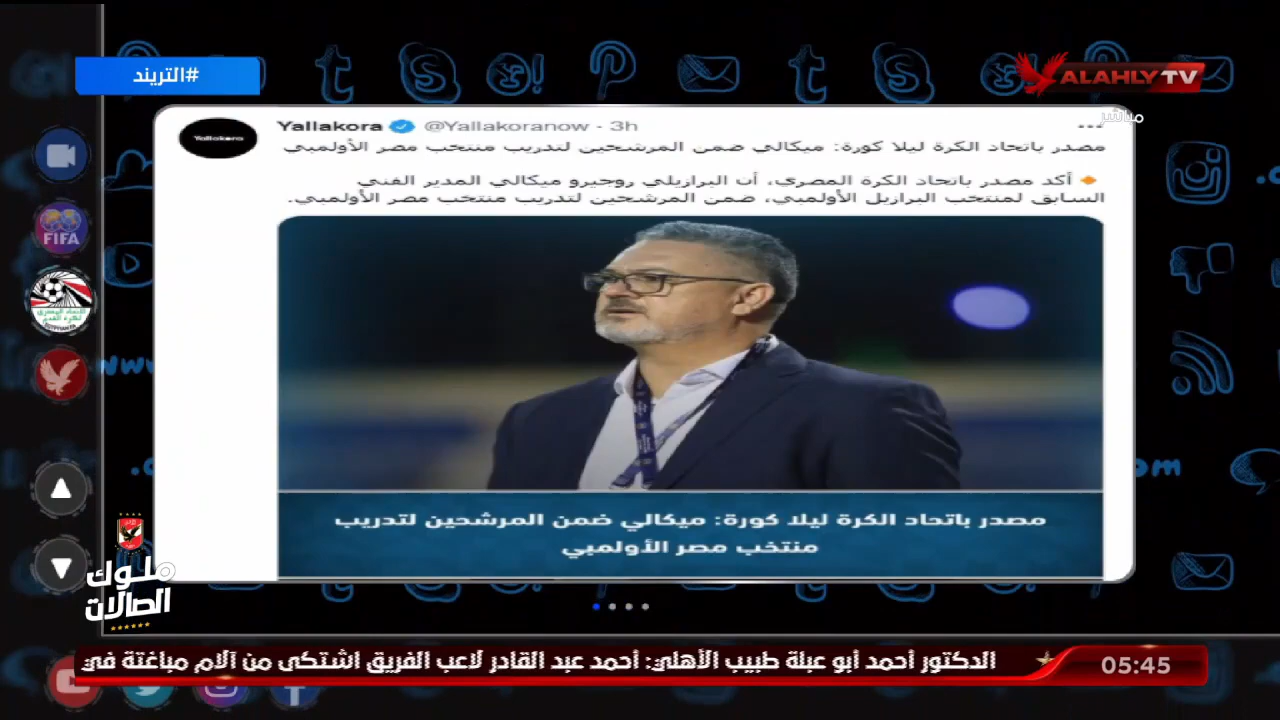 #التريند
ALAHLY TV
مباشر
Yallakora
Yallakora @Yallakoranow · 3h
مصدر باتحاد الكرة ليلا كورة: ميكالي ضمن المرشحين لتدريب منتخب مصر الأولمبي
أكد مصدر باتحاد الكرة المصري، أن البرازيلي روجيرو ميكالي المدير الفني
السابق لمنتخب البرازيل الأولمبي، ضمن المرشحين لتدريب منتخب مصر الأولمبي.
FIFA
مصدر باتحاد الكرة ليلا كورة: ميكالي ضمن المرشحين لتدريب
منتخب مصر الأولمبي
ملوك
الصالات
الدكتور أحمد أبو عبلة طبيب الأهلي: أحمد عبد القادر لاعب الفريق اشتكى من آلام مباغتة في
05:45